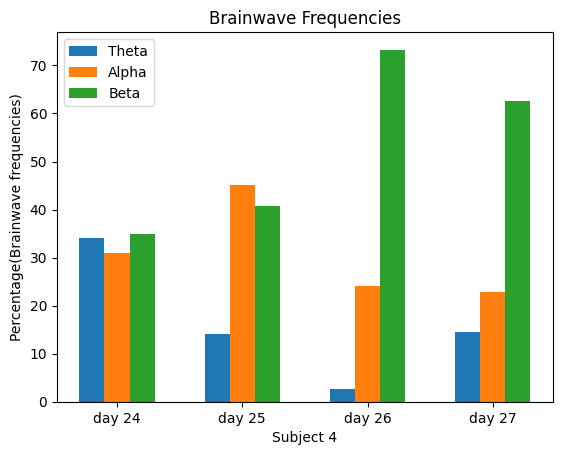 Brainwave Frequencies
Theta
Alpha
Beta
Percentage(Brainwave frequencies)
70
60
50
40
30
20
10
0
day 24 day 25 day 26 day 27
Subject 4